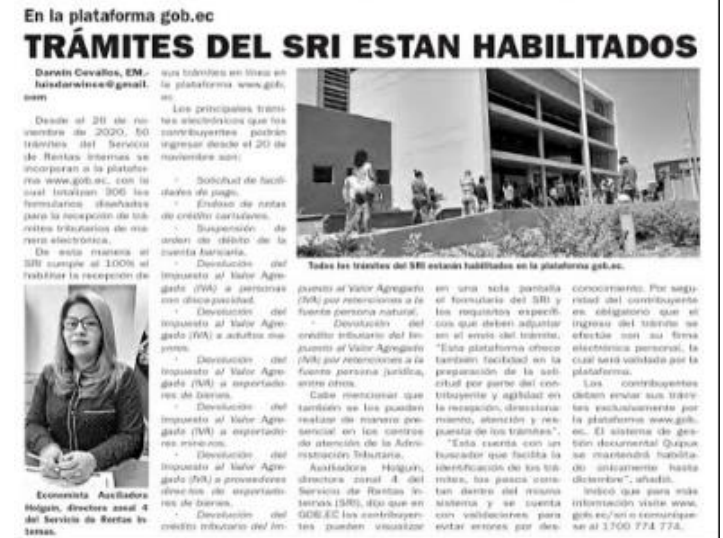 En la plataforma gob.ec
TRÁMITES DEL SRI ESTAN HABILITADOS
Darwin Cevallos, EM.-
luisdarwince@gmail.
com
Desde el 20 de no-
viembre de 2020, 50
trámites del Servicio
de Rentas Internas se
incorporan a la platafor-
ma www.gob.ec, con lo
cual totalizan 306 los
formularios diseñados
para la recepción de trá-
mites tributarios de ma-
nera electrónica.
De esta manera el
SRI cumple al 100% el
habilitar la recepción de
Economista Auxiliadora
Holguín, directora zonal 4
del Servicio de Rentas In-
ternas.
sus trámites en línea en
la plataforma www.gob.
ec
Los principales trámi-
tes electrónicos que los
contribuyentes podrán
ingresar desde el 20 de
noviembre son:
· Solicitud de facili-
dades de pago.
· Endoso de notas
de crédito cartulares.
· Suspensión de
orden de débito de la
cuenta bancaria.
· Devolución del
Impuesto al Valor Agre-
gado (IVA) a personas
con discapacidad.
· Devolución del
Impuesto al Valor Agre-
gado (IVA) a adultos ma-
yores.
· Devolución del
Impuesto al Valor Agre-
gado (IVA) a exportado-
res de bienes.
· Devolución del
Impuesto al Valor Agre-
gado (IVA) a exportado-
res mineros.
· Devolución del
Impuesto al Valor Agre-
gado (IVA) a proveedores
directos de exportado-
res de bienes.
· Devolución del
crédito tributario del Im-
Todos los trámites del SRI estarán habilitados en la plataforma gob.ec.
puesto al Valor Agregado
(IVA) por retenciones a la
fuente persona natural.
· Devolución del
crédito tributario del Im-
puesto al Valor Agregado
(IVA) por retenciones a la
fuente persona jurídica,
entre otros.
Cabe mencionar que
también se los pueden
realizar de manera pre-
sencial en los centros
de atención de la Admi-
nistración Tributaria.
Auxiliadora Holguín,
directora zonal 4 del
Servicio de Rentas In-
ternas (SRI), dijo que en
GOB.EC los contribuyen-
tes pueden visualizar
en una sola pantalla
el formulario del SRI y
los requisitos específi-
cos que deben adjuntar
en el envío del trámite.
"Esta plataforma ofrece
también facilidad en la
preparación de la soli-
citud por parte del con-
tribuyente y agilidad en
la recepción, direcciona-
miento, atención y res-
puesta de los trámites".
"Esta cuenta con un
buscador que facilita la
identificación de los trá-
mites, los pasos cons-
tan dentro del mismo
sistema y se cuenta
con validaciones para
evitar errores por des-
conocimiento. Por segu-
ridad del contribuyente
es obligatorio que el
ingreso del trámite se
efectúe con su firma
electrónica personal, la
cual será validada por la
plataforma.
Los contribuyentes
deben enviar sus trámi-
tes exclusivamente por
la plataforma www.gob.
ec. El sistema de ges-
tión documental Quipux
se mantendrá habilita-
do únicamente hasta
diciembre", añadió.
Indicó que para más
información visite www.
gob.ec/sri o comuníque-
se al 1700 774 774.